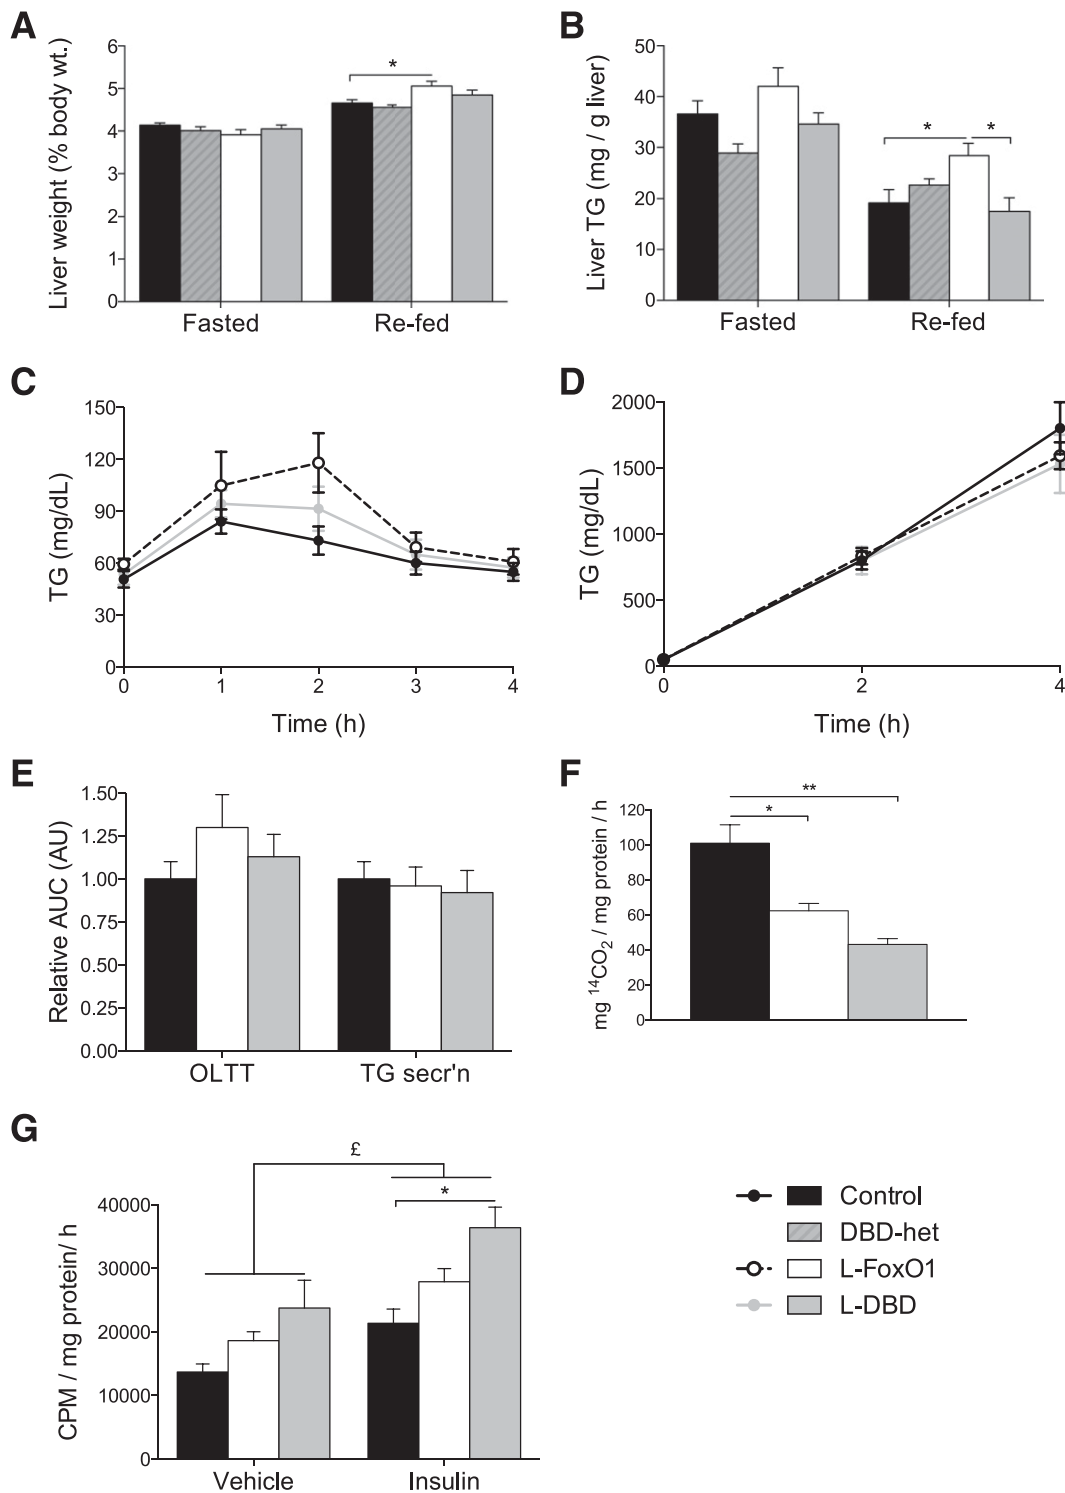 A
Liver weight (% body wt.)
6
5
4
3
2
1
0
*
Fasted
Re-fed
B
Liver TG (mg / g liver)
50
40
30
20
10
0
*
*
Fasted
Re-fed
C
TG (mg/dL)
150
120
90
60
30
0
0
1
2
3
4
Time (h)
D
TG (mg/dL)
2000
1500
1000
500
0
0
2
4
Time (h)
E
Relative AUC (AU)
1.50
1.25
1.00
0.75
0.50
0.25
0.00
OLTT
TG secr'n
F
mg ¹⁴CO₂ / mg protein / h
120
100
80
60
40
20
0
**
*
G
CPM / mg protein/ h
40000
30000
20000
10000
0
£
*
Vehicle
Insulin
Control
DBD-het
L-FoxO1
L-DBD